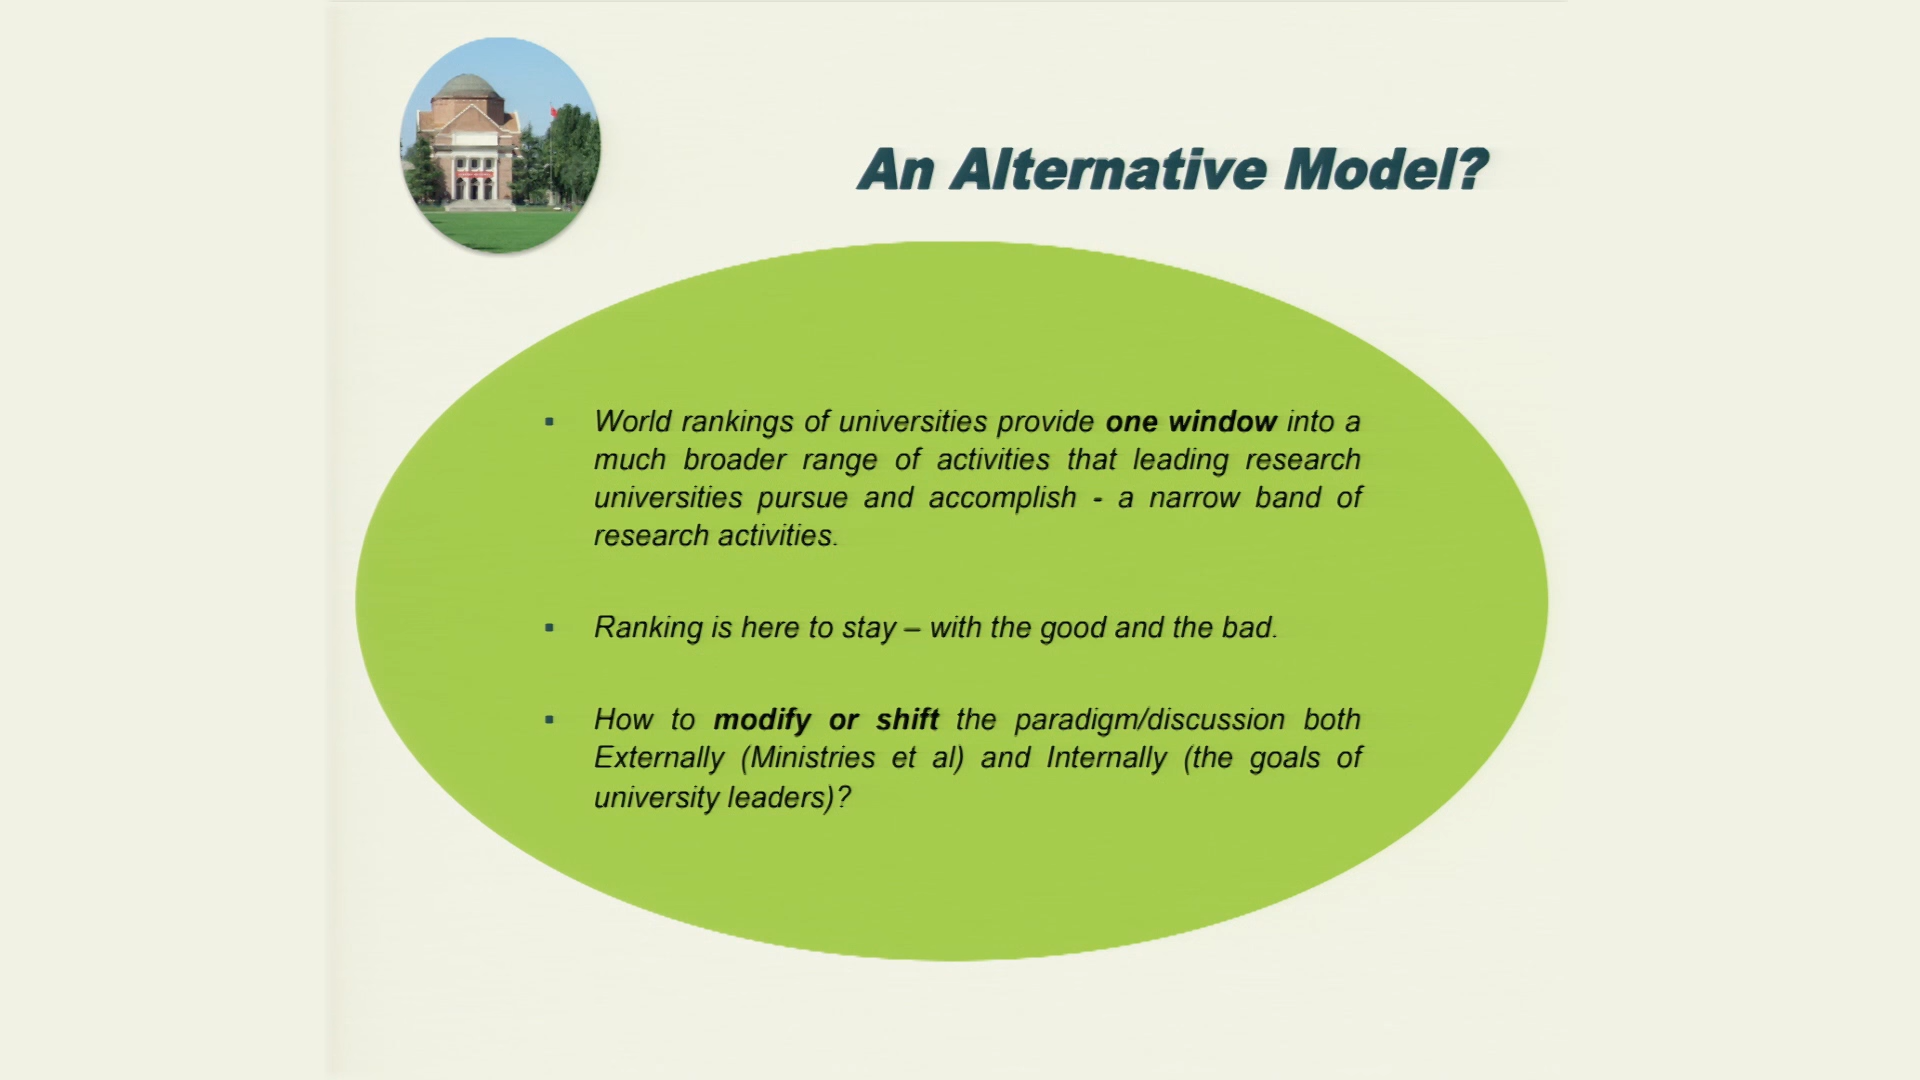 An Alternative Model?
▪ World rankings of universities provide one window into a
much broader range of activities that leading research
universities pursue and accomplish - a narrow band of
research activities.
▪ Ranking is here to stay – with the good and the bad.
▪ How to modify or shift the paradigm/discussion both
Externally (Ministries et al) and Internally (the goals of
university leaders)?